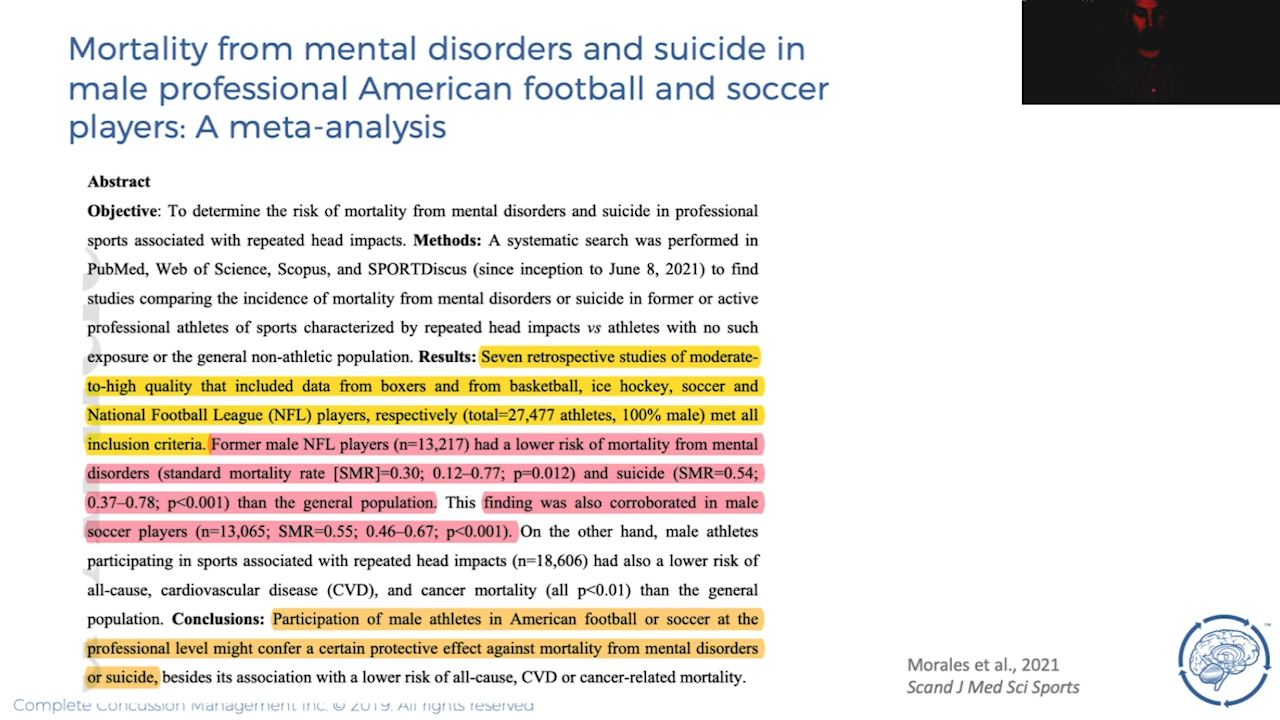 Mortality from mental disorders and suicide in
male professional American football and soccer
players: A meta-analysis
Abstract
Objective: To determine the risk of mortality from mental disorders and suicide in professional
sports associated with repeated head impacts. Methods: A systematic search was performed in
PubMed, Web of Science, Scopus, and SPORTDiscus (since inception to June 8, 2021) to find
studies comparing the incidence of mortality from mental disorders or suicide in former or active
professional athletes of sports characterized by repeated head impacts vs athletes with no such
exposure or the general non-athletic population. Results: Seven retrospective studies of moderate-
to-high quality that included data from boxers and from basketball, ice hockey, soccer and
National Football League (NFL) players, respectively (total=27,477 athletes, 100% male) met all
inclusion criteria. Former male NFL players (n=13,217) had a lower risk of mortality from mental
disorders (standard mortality rate [SMR]=0.30; 0.12–0.77; p=0.012) and suicide (SMR=0.54;
0.37–0.78; p<0.001) than the general population. This finding was also corroborated in male
soccer players (n=13,065; SMR=0.55; 0.46–0.67; p<0.001). On the other hand, male athletes
participating in sports associated with repeated head impacts (n=18,606) had also a lower risk of
all-cause, cardiovascular disease (CVD), and cancer mortality (all p<0.01) than the general
population. Conclusions: Participation of male athletes in American football or soccer at the
professional level might confer a certain protective effect against mortality from mental disorders
or suicide, besides its association with a lower risk of all-cause, CVD or cancer-related mortality.
Morales et al., 2021
Scand J Med Sci Sports
TM
Complete Concussion Management Inc. © 2019. All rights reserved